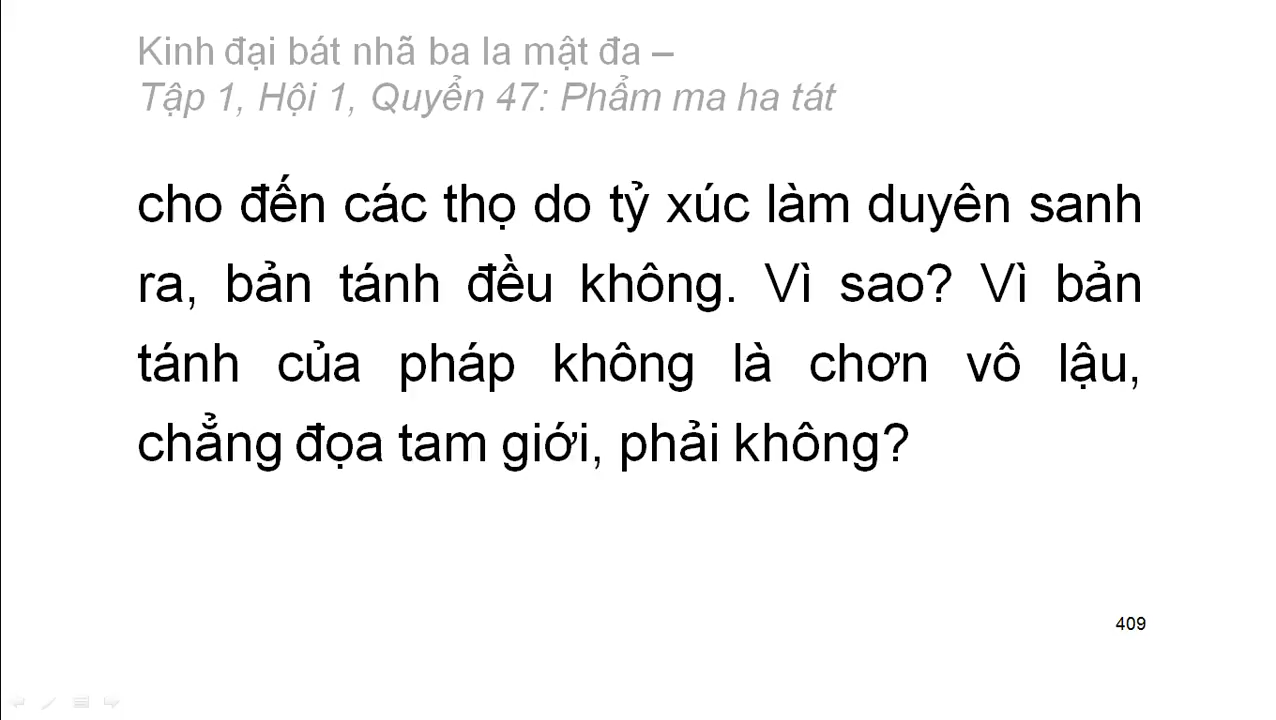 Kinh đại bát nhã ba la mật đa –
Tập 1, Hội 1, Quyển 47: Phẩm ma ha tát
cho đến các thọ do tỷ xúc làm duyên sanh
ra, bản tánh đều không. Vì sao? Vì bản
tánh của pháp không là chơn vô lậu,
chẳng đọa tam giới, phải không?
409